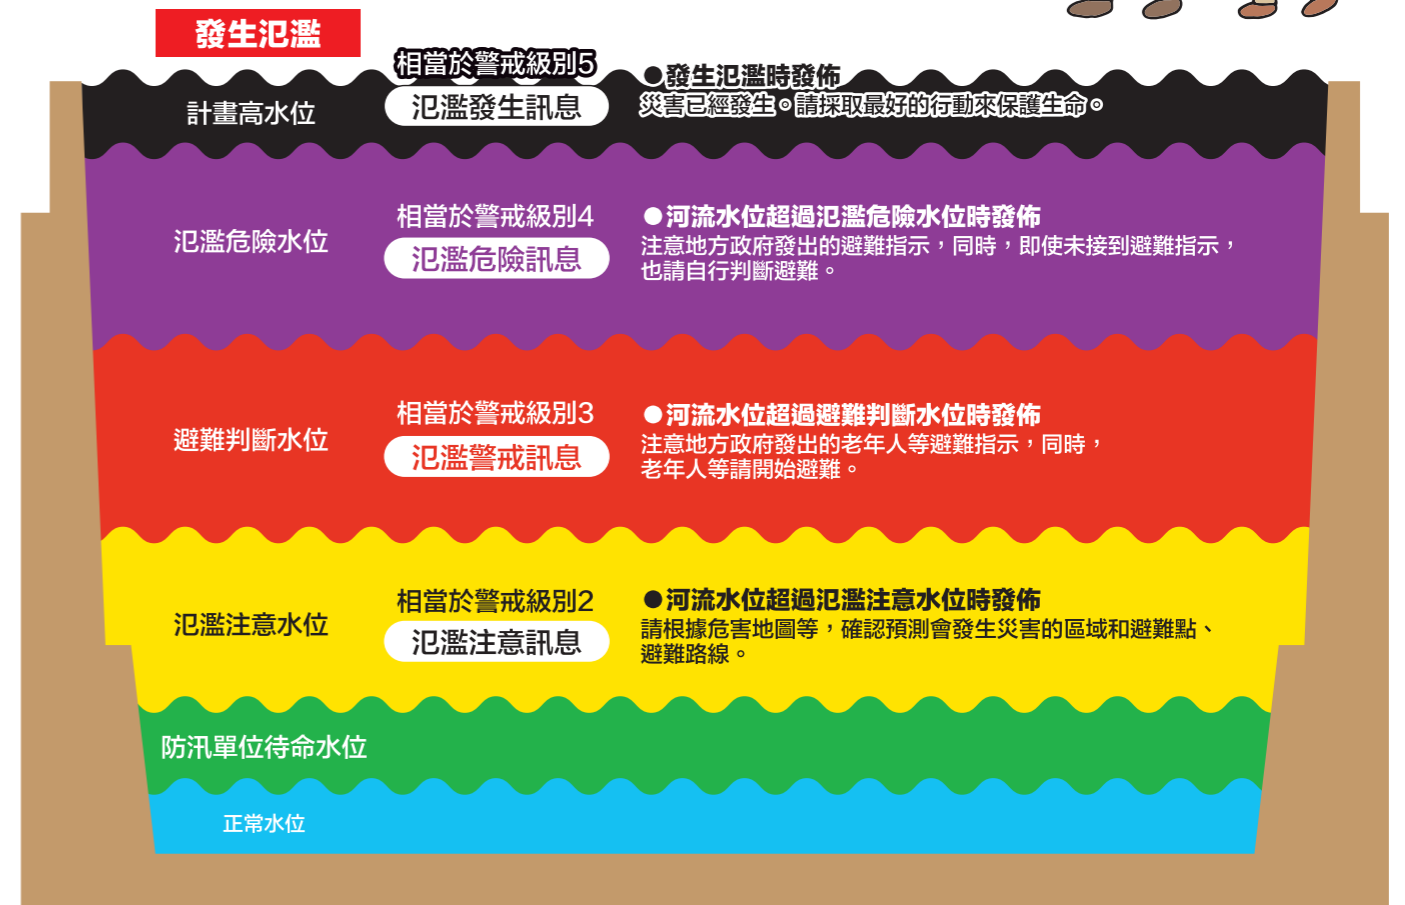 發生氾濫
計畫高水位
相當於警戒級別5
氾濫發生訊息
●發生氾濫時發佈
災害已經發生。請採取最好的行動來保護生命。
氾濫危險水位
相當於警戒級別4
氾濫危險訊息
●河流水位超過氾濫危險水位時發佈
注意地方政府發出的避難指示，同時，即使未接到避難指示，
也請自行判斷避難。
避難判斷水位
相當於警戒級別3
氾濫警戒訊息
●河流水位超過避難判斷水位時發佈
注意地方政府發出的老年人等避難指示，同時，
老年人等請開始避難。
氾濫注意水位
相當於警戒級別2
氾濫注意訊息
●河流水位超過氾濫注意水位時發佈
請根據危害地圖等，確認預測會發生災害的區域和避難點、
避難路線。
防汛單位待命水位
正常水位